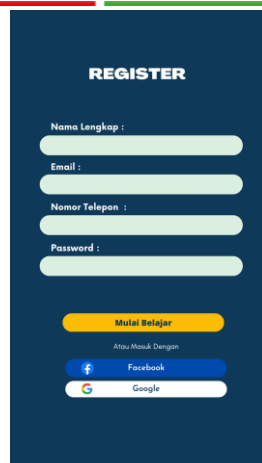 REGISTER
Nama Lengkap :
Email :
Nomor Telepon :
Password :
Mulai Belajar
Atau Masuk Dengan
Facebook
Google